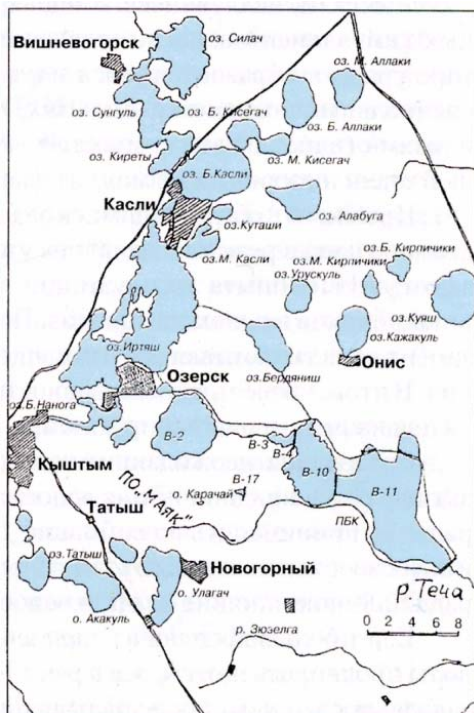 оз. Силач
Вишневогорск
оз. М. Аллаки
оз. Сунгуль
оз. Б. Кисегач
оз. Б. Аллаки
оз. Киреты
оз. М. Кисегач
оз. Б.Касли
Касли
оз. Алабуга
оз.Куташи
оз. Б. Кирпичики
оз. М. Касли
оз. М. Кирпичики
оз.Урускуль
оз. Куяш
оз. Кажакуль
оз.Иртяш
Онис
Озерск
оз. Бердяниш
оз.Б. Нанога
В-2
В-3
В-4
Кыштым
В-10
В-17
В-11
ПО "МАЯК"
о. Карачай
Татыш
ПБК
оз.Татыш
Новогорный
р.Теча
о. Улагач
о. Акакуль
0 2 4 6 8
р. Зюзелга